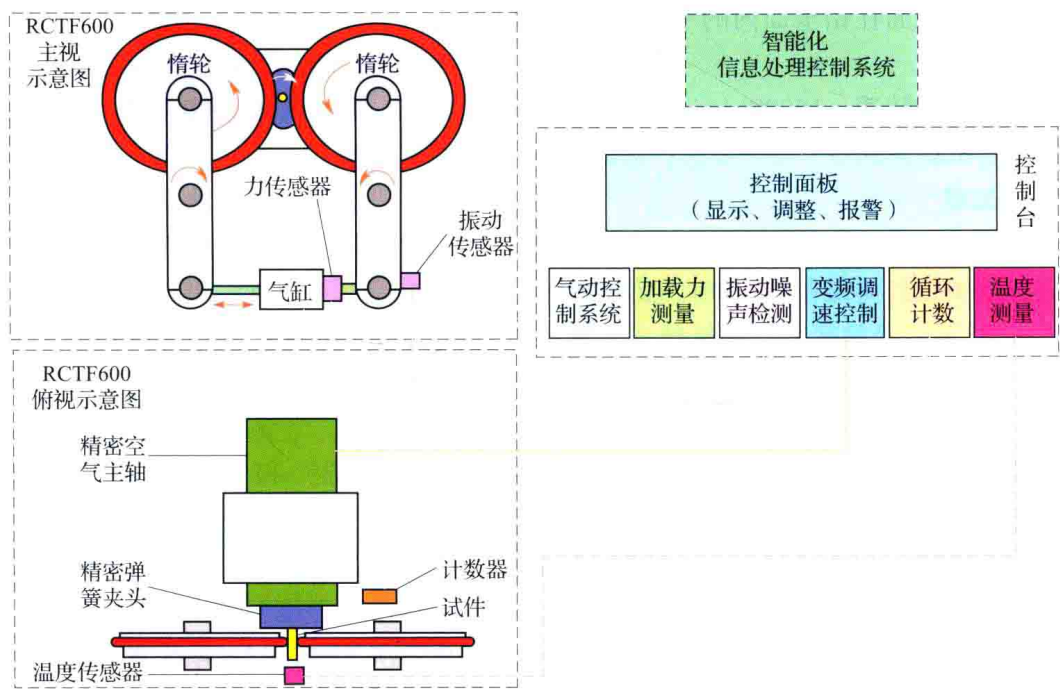 RCTF600
主视
示意图
惰轮
惰轮
力传感器
振动
传感器
气缸
智能化
信息处理控制系统
控制面板
（显示、调整、报警）
控
制
台
气动控
制系统
加载力
测量
振动噪
声检测
变频调
速控制
循环
计数
温度
测量
RCTF600
俯视示意图
精密空
气主轴
精密弹
簧夹头
计数器
试件
温度传感器